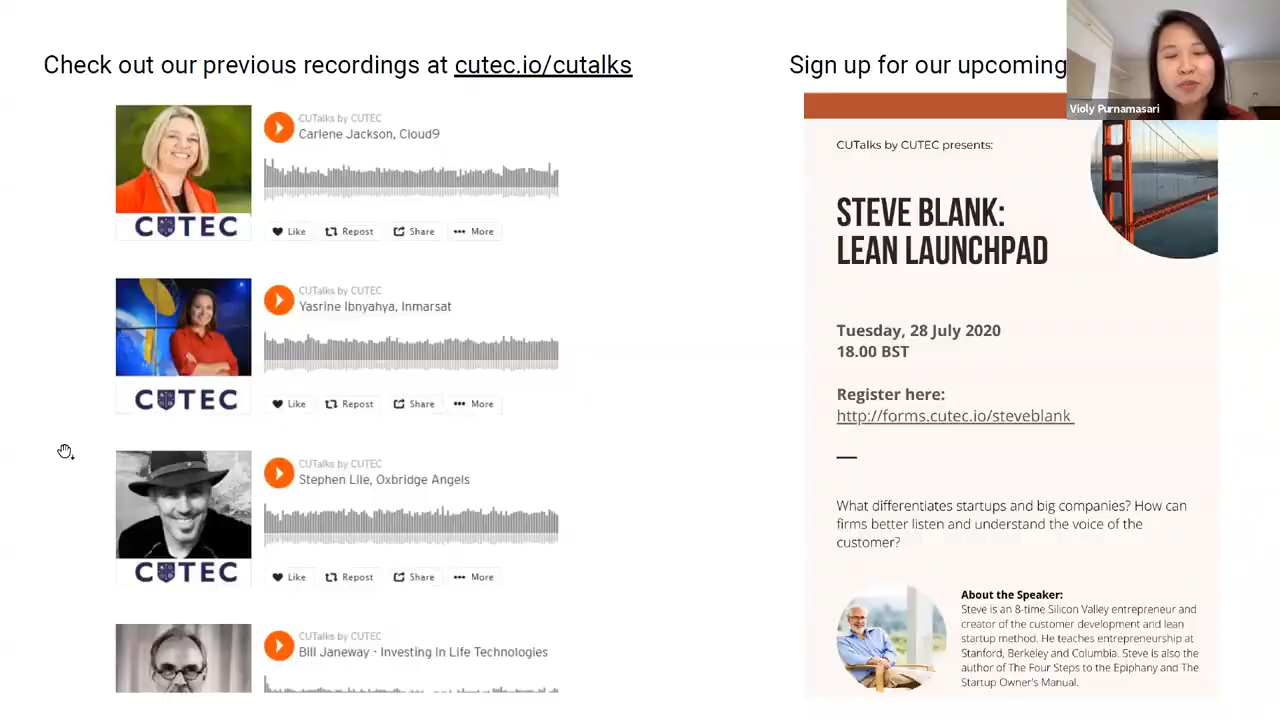 Check out our previous recordings at cutec.io/cutalks
CUTalks by CUTEC
Carlene Jackson, Cloud9
CUTEC
Like Repost Share More
CUTalks by CUTEC
Yasrine Ibnyahya, Inmarsat
CUTEC
Like Repost Share More
CUTalks by CUTEC
Stephen Lile, Oxbridge Angels
CUTEC
Like Repost Share More
CUTalks by CUTEC
Bill Janeway - Investing in Life Technologies
Sign up for our upcoming
Violy Purnamasari
CUTalks by CUTEC presents:
STEVE BLANK:
LEAN LAUNCHPAD
Tuesday, 28 July 2020
18.00 BST
Register here:
http://forms.cutec.io/steveblank
What differentiates startups and big companies? How can
firms better listen and understand the voice of the
customer?
About the Speaker:
Steve is an 8-time Silicon Valley entrepreneur and
creator of the customer development and lean
startup method. He teaches entrepreneurship at
Stanford, Berkeley and Columbia. Steve is also the
author of The Four Steps to the Epiphany and The
Startup Owner's Manual.